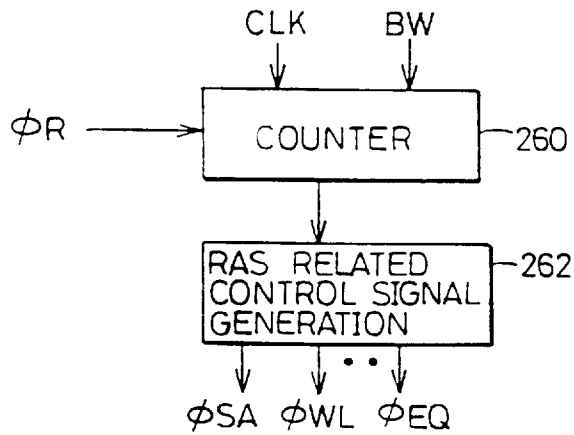 CLK BW
ϕR
COUNTER
260
RAS RELATED
CONTROL SIGNAL
GENERATION
262
ϕSA ϕWL ϕEQ